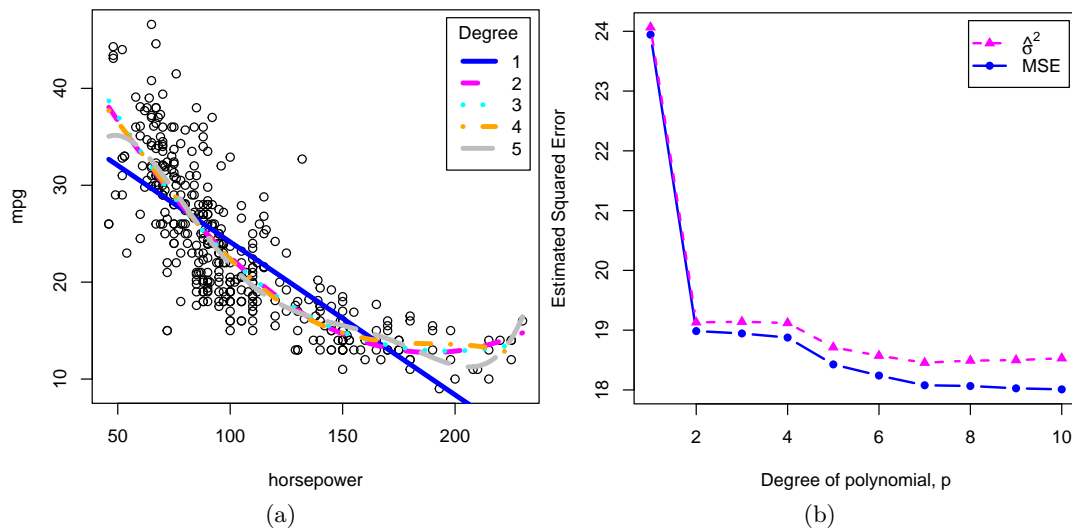 Degree
1
2
3
4
5
mpg
10 20 30 40
50 100 150 200
horsepower
(a)
σ̂²
MSE
Estimated Squared Error
18 19 20 21 22 23 24
2 4 6 8 10
Degree of polynomial, p
(b)